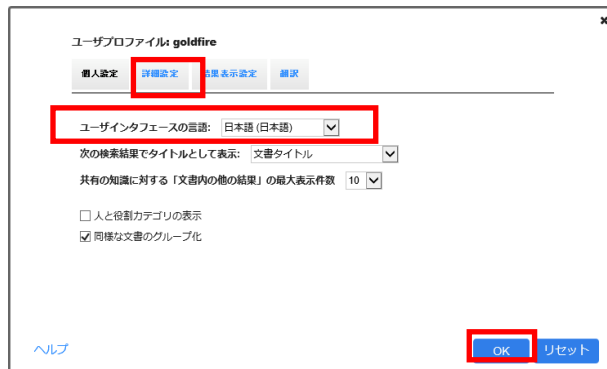 ×
ユーザプロファイル: goldfire
個人設定 詳細設定 結果表示設定 翻訳
ユーザインタフェースの言語: 日本語 (日本語)
次の検索結果でタイトルとして表示: 文書タイトル
共有の知識に対する「文書内の他の結果」の最大表示件数 10
人と役割カテゴリの表示
同様な文書のグループ化
ヘルプ OK リセット